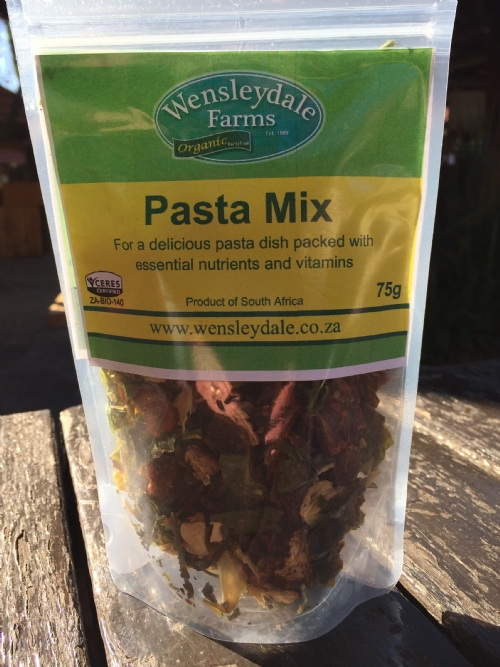 Wensleydale
Farms
Est. 1989
Organic
Pasta Mix
For a delicious pasta dish packed with
essential nutrients and vitamins
CERES
CERTIFIED
ZA-BIO-140
Product of South Africa
75g
www.wensleydale.co.za